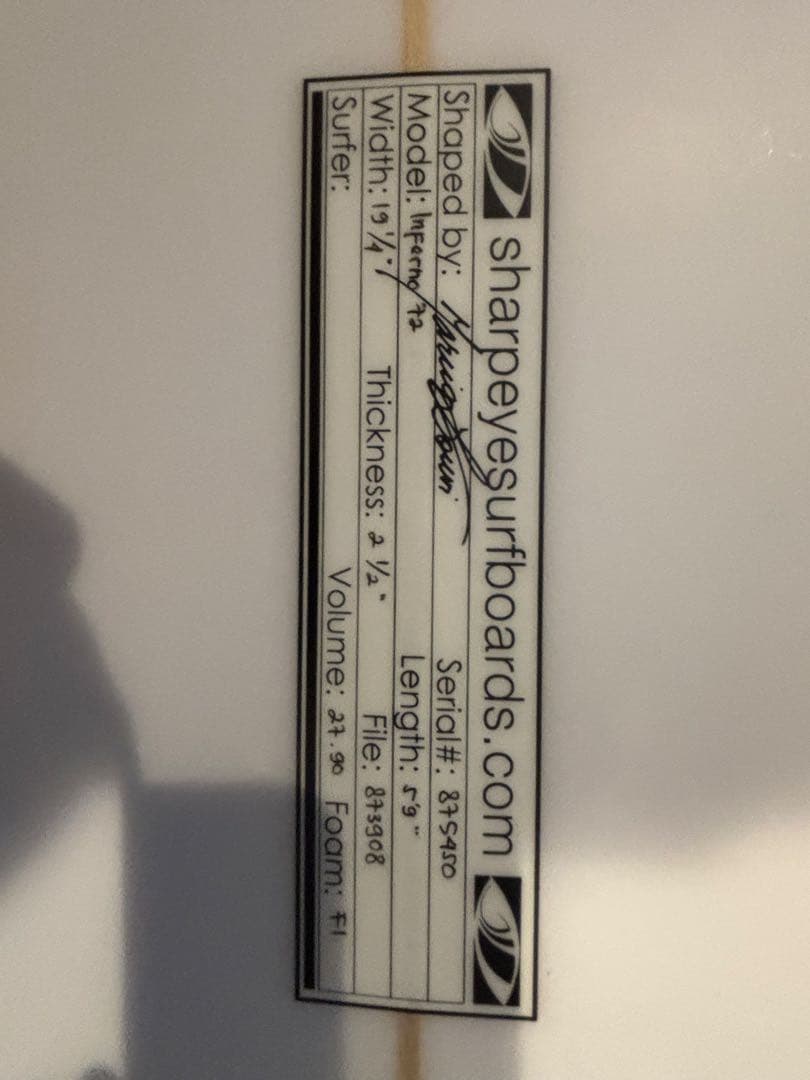 sharpeyesurfboards.com
Shaped by: Serial#: 875450
Model: Inferno 72 Length: 5'9"
Width: 19 1/4" Thickness: 2 1/2" File: 873908
Surfer: Volume: 27.90 Foam: F1